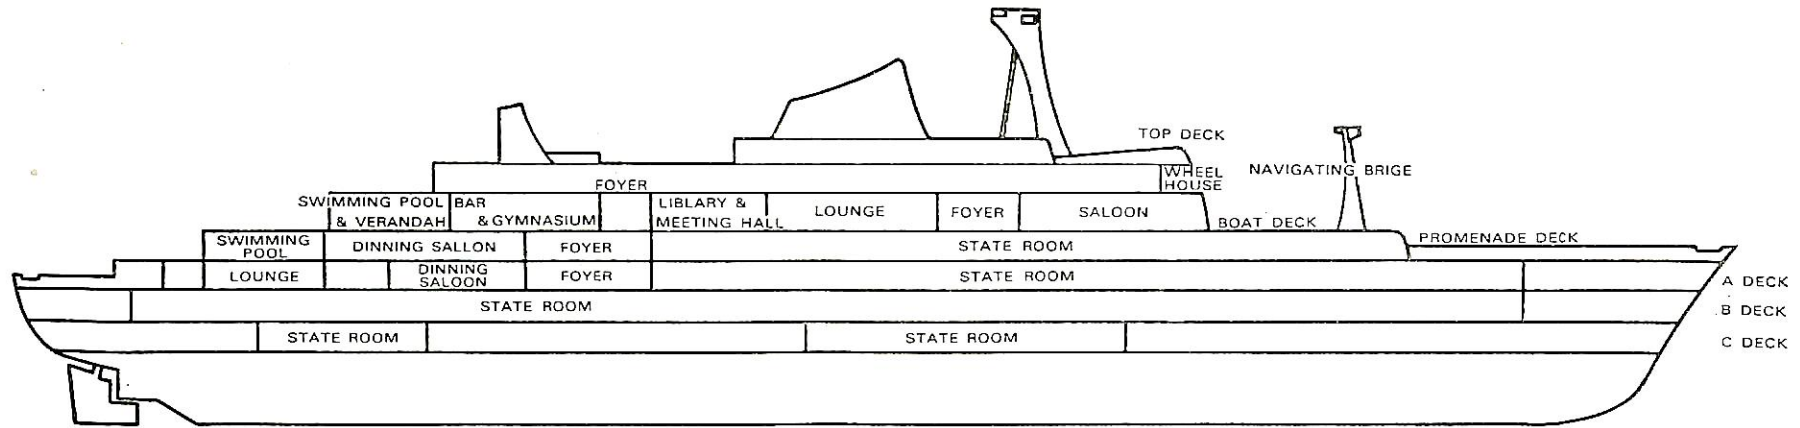 TOP DECK
WHEEL
HOUSE
NAVIGATING BRIGE
FOYER
SWIMMING POOL
& VERANDAH
BAR
& GYMNASIUM
LIBLARY &
MEETING HALL
LOUNGE
FOYER
SALOON
BOAT DECK
SWIMMING
POOL
DINNING SALLON
FOYER
STATE ROOM
PROMENADE DECK
LOUNGE
DINNING
SALOON
FOYER
STATE ROOM
A DECK
STATE ROOM
B DECK
STATE ROOM
STATE ROOM
C DECK